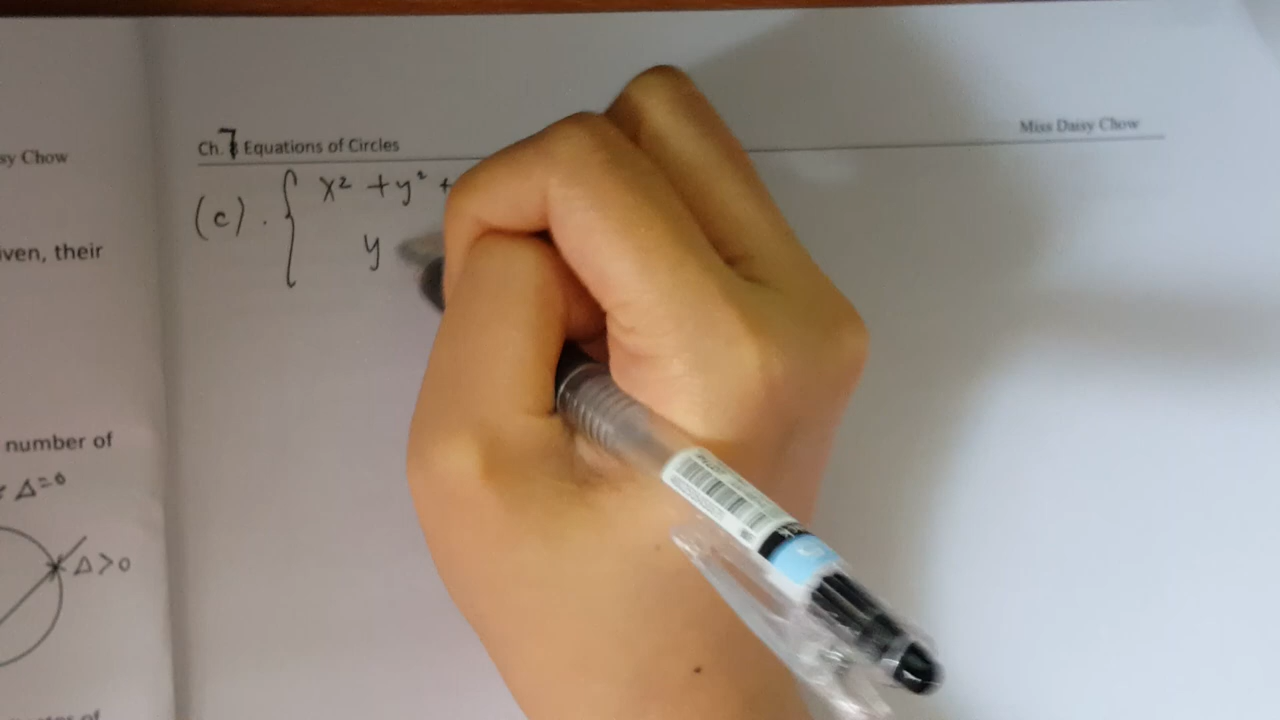 sy Chow
iven, their
number of
Δ=0
Δ>0
Miss Daisy Chow
Ch.7 Equations of Circles
(c). { x² + y² +
y